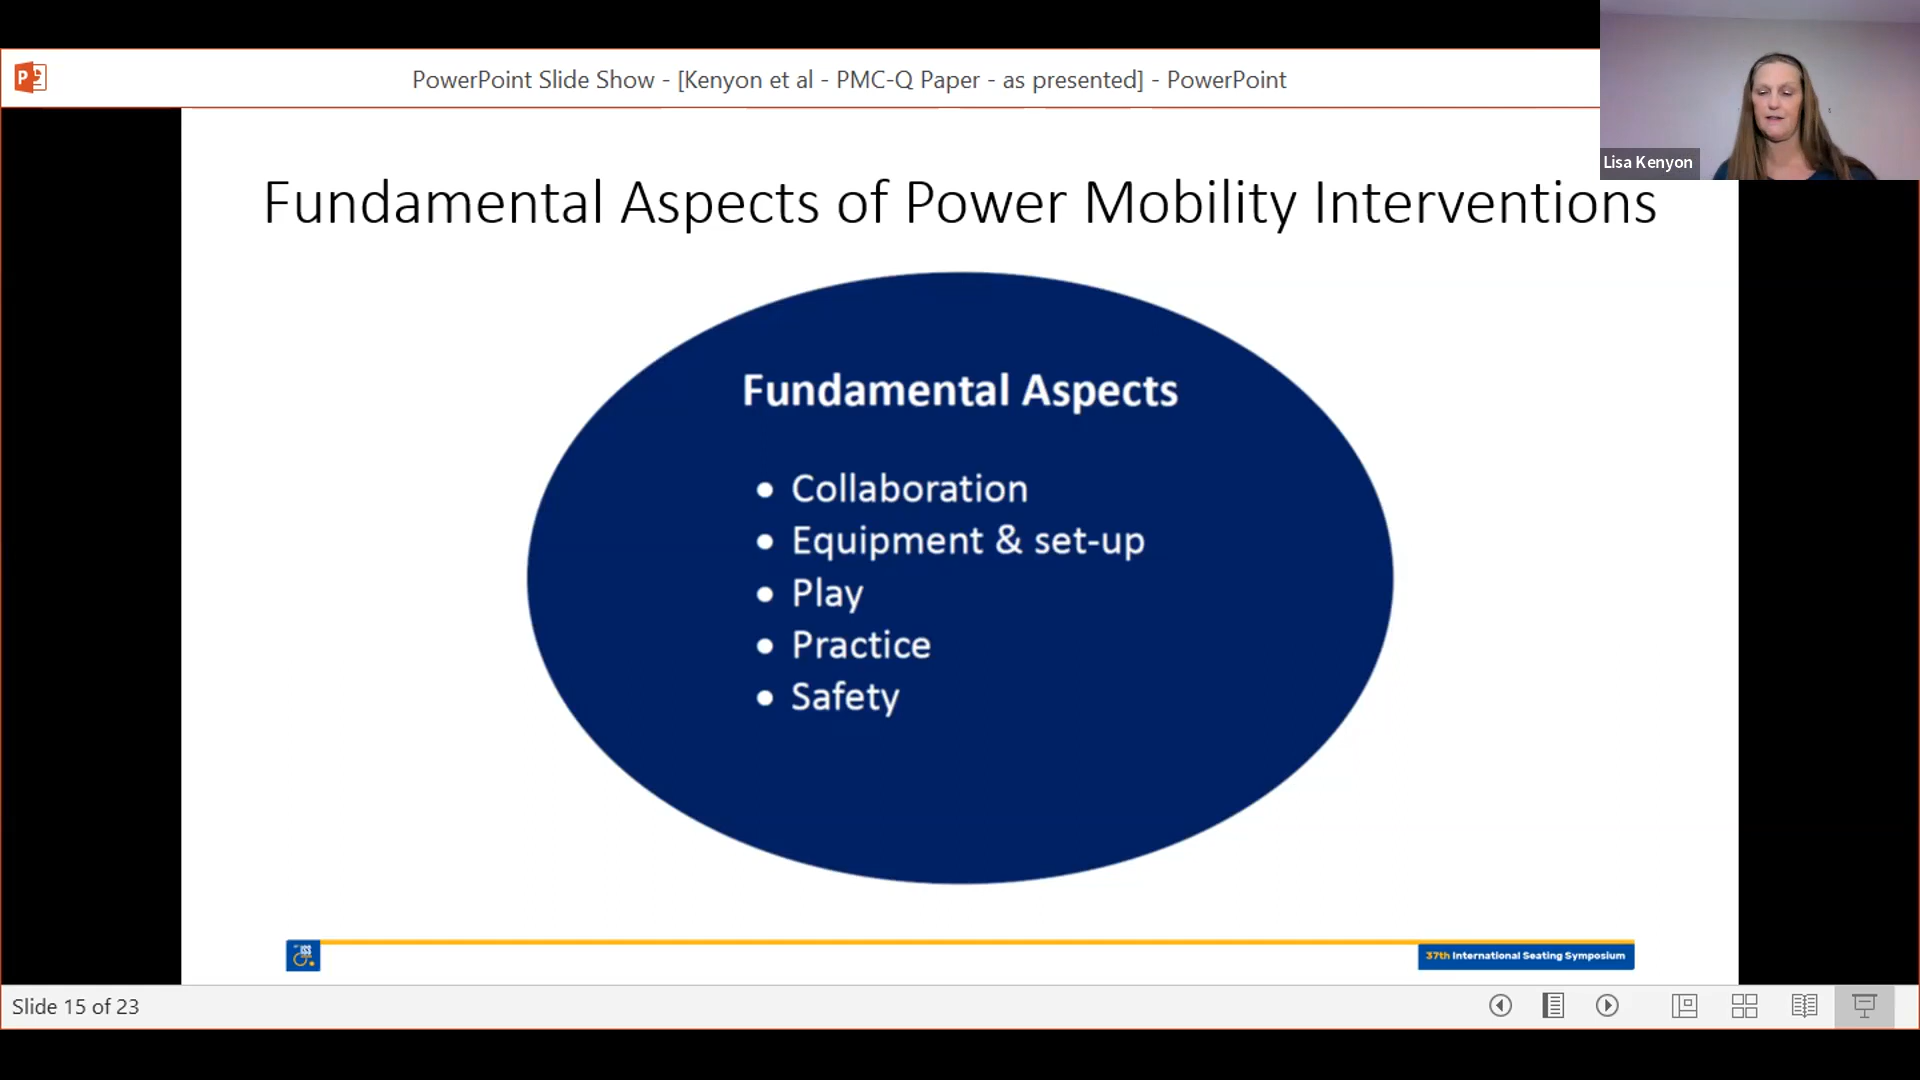 PowerPoint Slide Show - [Kenyon et al - PMC-Q Paper - as presented] - PowerPoint
Lisa Kenyon
Fundamental Aspects of Power Mobility Interventions
Fundamental Aspects
• Collaboration
• Equipment & set-up
• Play
• Practice
• Safety
ISS
37th International Seating Symposium
Slide 15 of 23